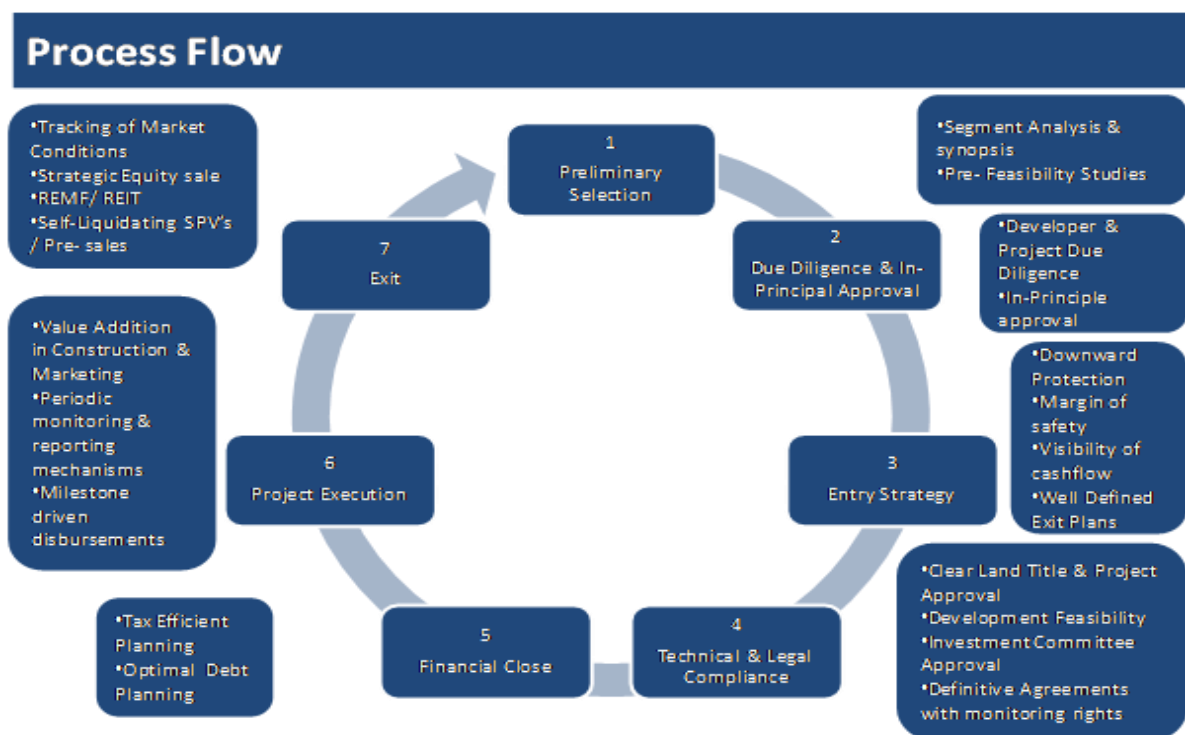 Process Flow
1
Preliminary
Selection
•Segment Analysis &
synopsis
•Pre- Feasibility Studies
2
Due Diligence & In-
Principal Approval
•Developer &
Project Due
Diligence
•In-Principle
approval
3
Entry Strategy
•Downward
Protection
•Margin of
safety
•Visibility of
cashflow
•Well Defined
Exit Plans
4
Technical & Legal
Compliance
•Clear Land Title & Project
Approval
•Development Feasibility
•Investment Committee
Approval
•Definitive Agreements
with monitoring rights
5
Financial Close
•Tax Efficient
Planning
•Optimal Debt
Planning
6
Project Execution
•Value Addition
in Construction &
Marketing
•Periodic
monitoring &
reporting
mechanisms
•Milestone
driven
disbursements
7
Exit
•Tracking of Market
Conditions
•Strategic Equity sale
•REMF/ REIT
•Self-Liquidating SPV's
/ Pre- sales